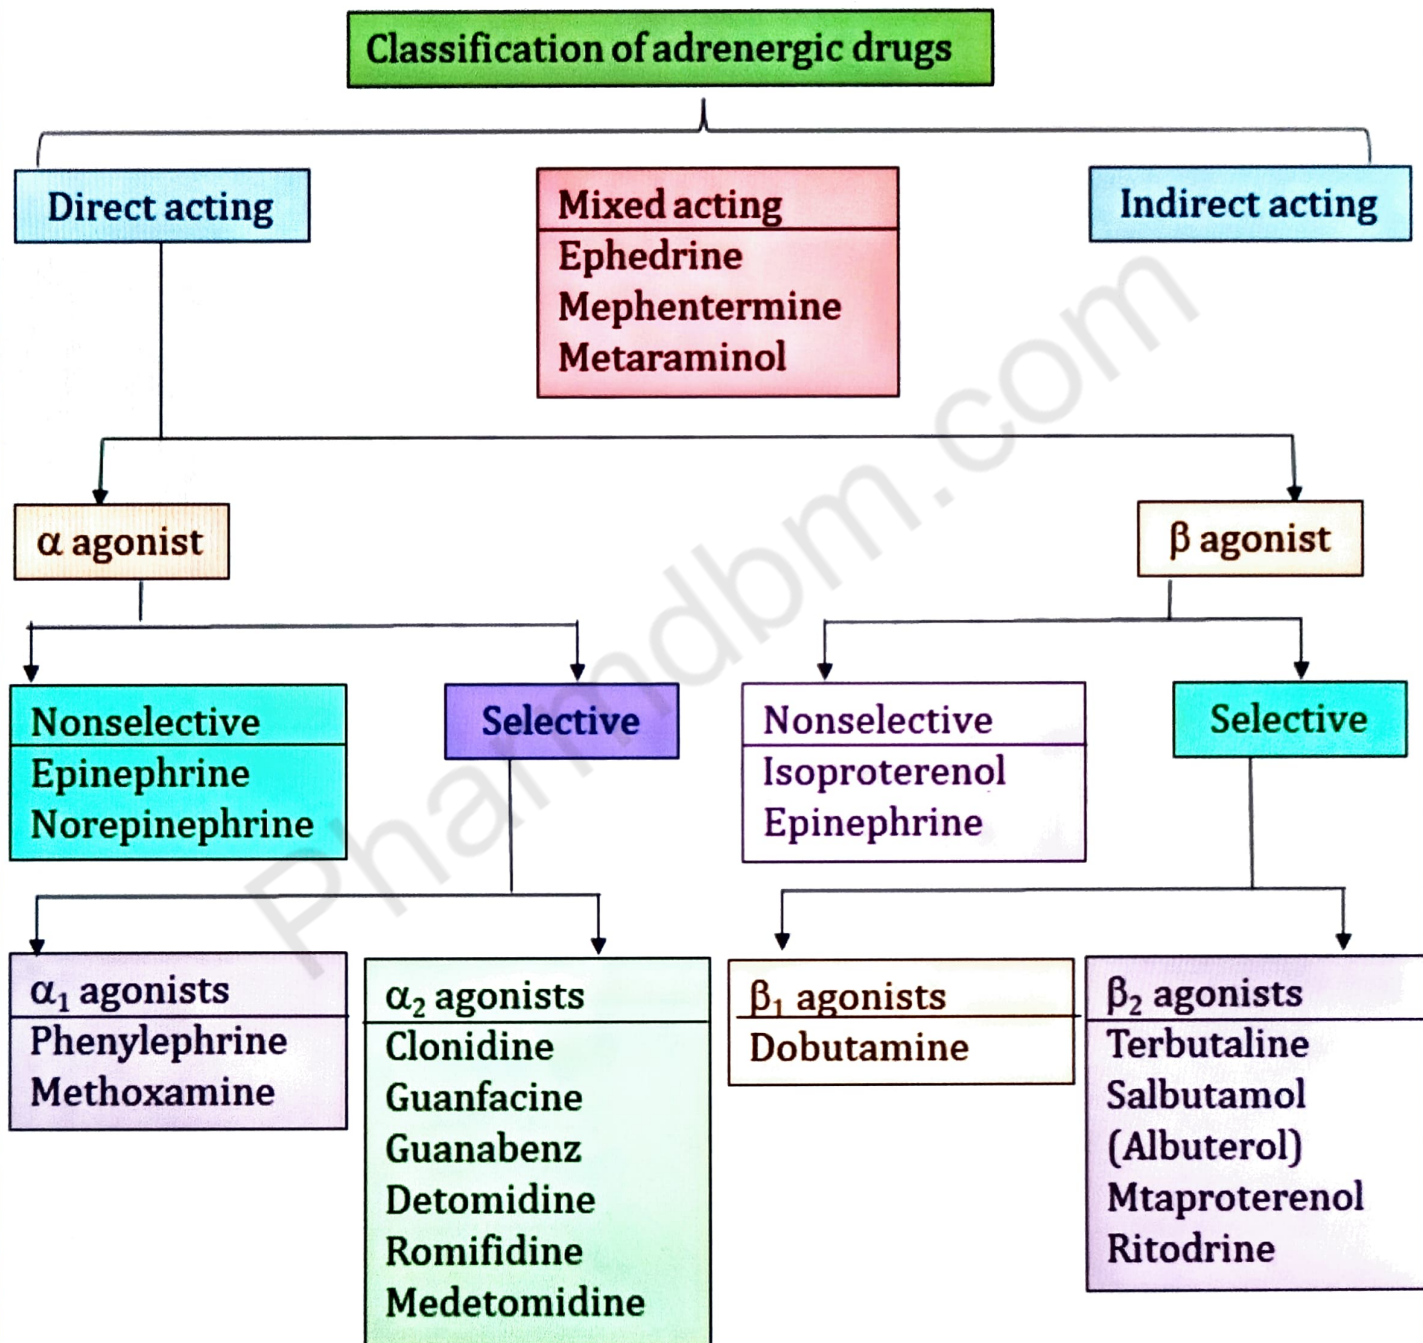 Classification of adrenergic drugs
Direct acting
Mixed acting
Ephedrine
Mephentermine
Metaraminol
Indirect acting
α agonist
β agonist
Nonselective
Epinephrine
Norepinephrine
Selective
Nonselective
Isoproterenol
Epinephrine
Selective
α₁ agonists
Phenylephrine
Methoxamine
α₂ agonists
Clonidine
Guanfacine
Guanabenz
Detomidine
Romifidine
Medetomidine
β₁ agonists
Dobutamine
β₂ agonists
Terbutaline
Salbutamol
(Albuterol)
Mtaproterenol
Ritodrine
Pharmdbm.com